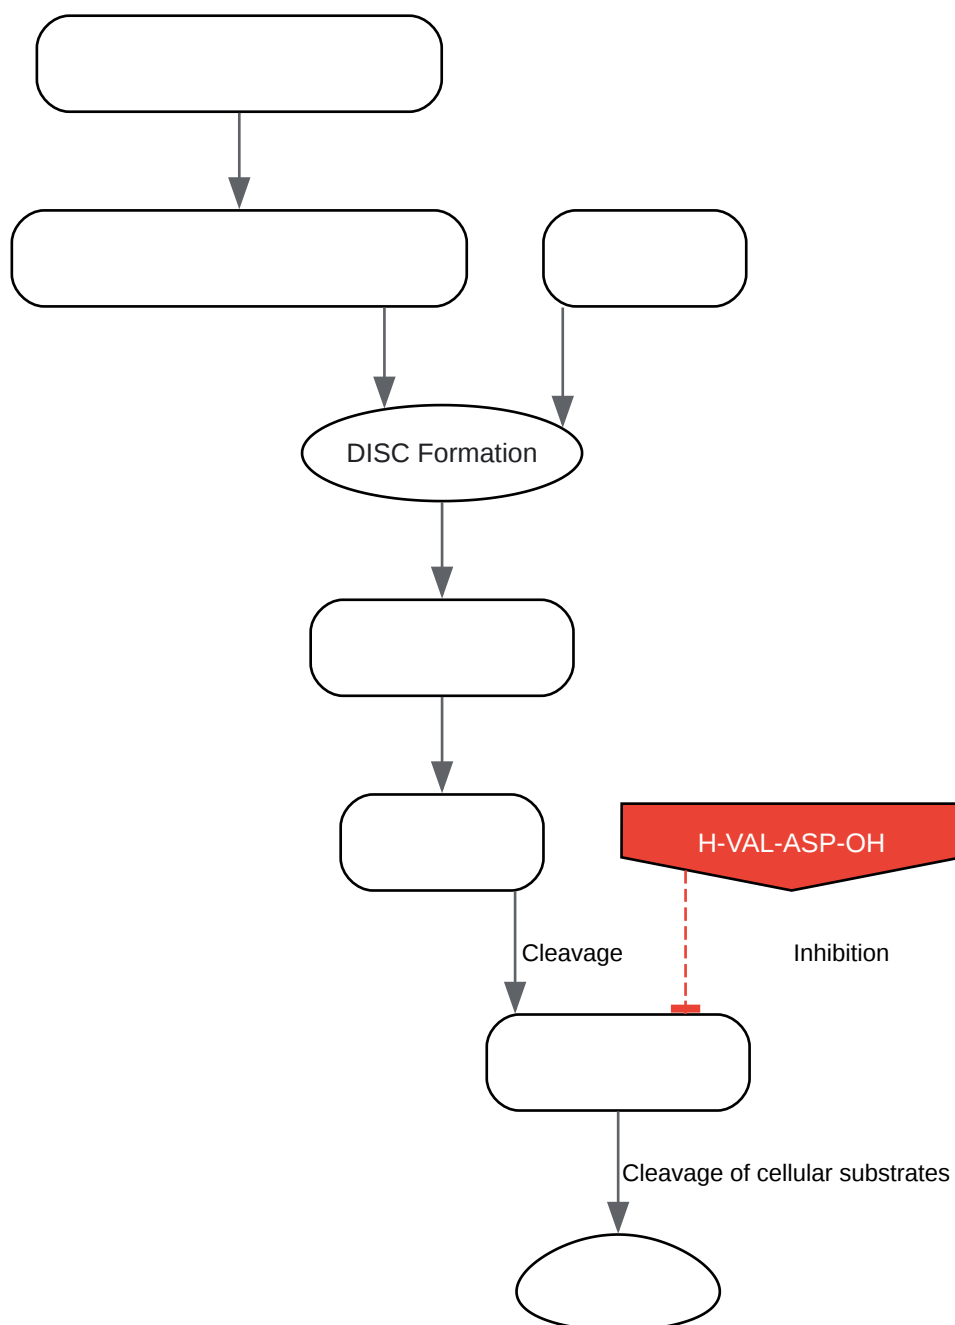 DISC Formation
H-VAL-ASP-OH
Cleavage
Inhibition
Cleavage of cellular substrates